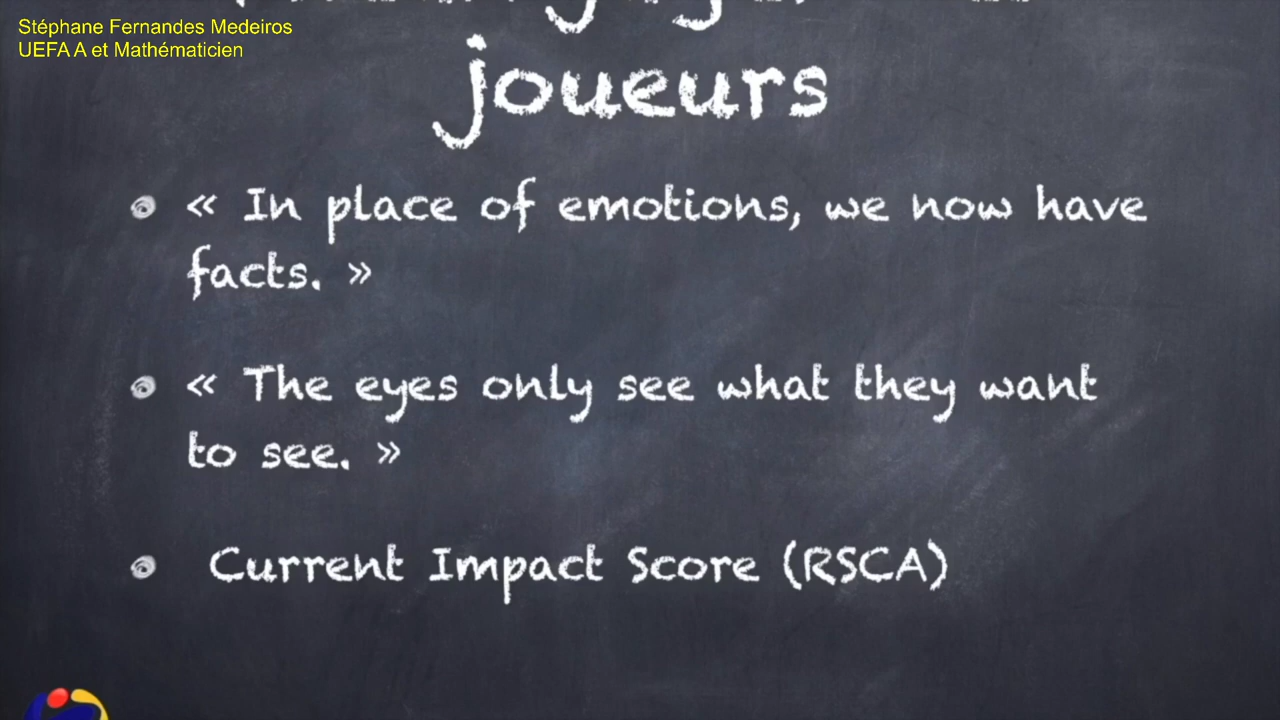 Stéphane Fernandes Medeiros
UEFA A et Mathématicien
joueurs
« In place of emotions, we now have
facts. »
« The eyes only see what they want
to see. »
Current Impact Score (RSCA)